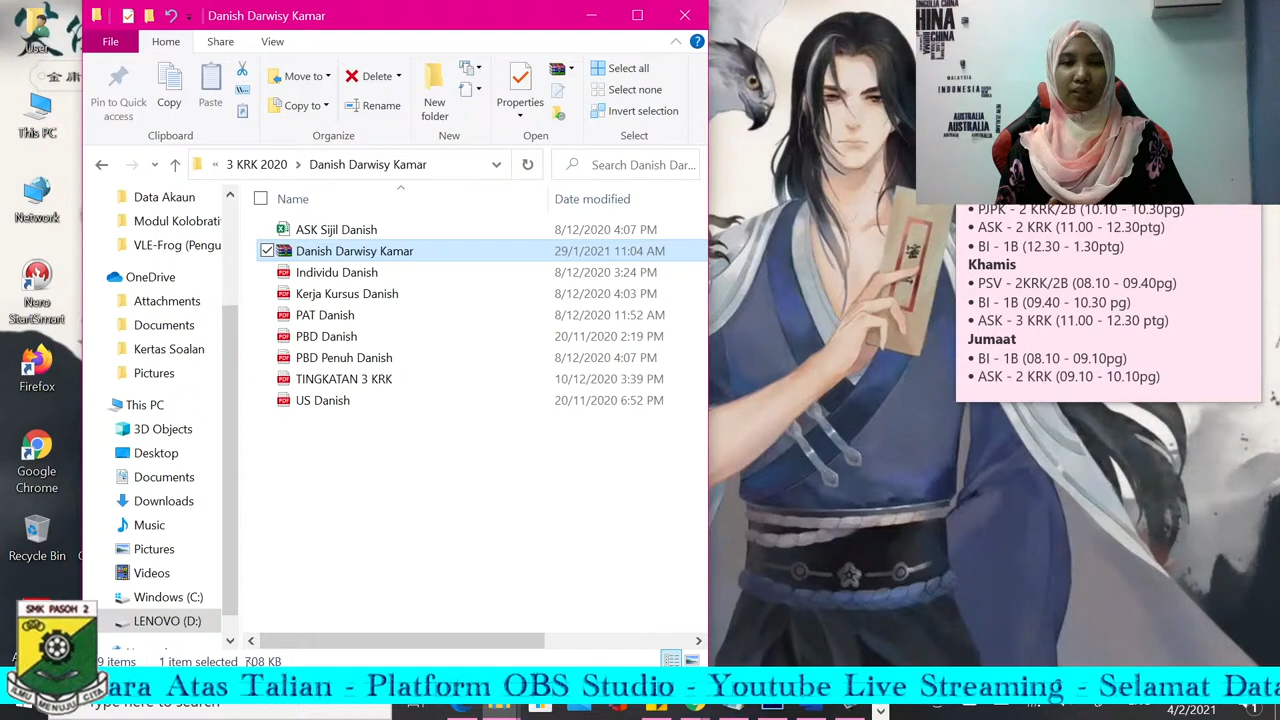 Danish Darwisy Kamar
File
Home
Share
View
Pin to Quick access
Copy
Paste
Move to
Copy to
Delete
Rename
New folder
Properties
Select all
Select none
Invert selection
Clipboard
Organize
New
Open
Select
« 3 KRK 2020 > Danish Darwisy Kamar
Search Danish Dar...
Name
Date modified
ASK Sijil Danish 8/12/2020 4:07 PM
Danish Darwisy Kamar 29/1/2021 11:04 AM
Individu Danish 8/12/2020 3:24 PM
Kerja Kursus Danish 8/12/2020 4:03 PM
PAT Danish 8/12/2020 11:52 AM
PBD Danish 20/11/2020 2:19 PM
PBD Penuh Danish 8/12/2020 4:07 PM
TINGKATAN 3 KRK 10/12/2020 3:39 PM
US Danish 20/11/2020 6:52 PM
Data Akaun
Modul Kolobrati
VLE-Frog (Pengu
OneDrive
Attachments
Documents
Kertas Soalan
Pictures
This PC
3D Objects
Desktop
Documents
Downloads
Music
Pictures
Videos
Windows (C:)
LENOVO (D:)
9 items 1 item selected 708 KB
User
This PC
Network
Nero StartSmart
Firefox
Google Chrome
Recycle Bin
CHINA
MALAYSIA
INDONESIA
AUSTRALIA
AUSTRALIA
NEW ZEALAND
• PJPK - 2 KRK/2B (10.10 - 10.30pg)
• ASK - 2 KRK (11.00 - 12.30ptg)
• BI - 1B (12.30 - 1.30ptg)
Khamis
• PSV - 2KRK/2B (08.10 - 09.40pg)
• BI - 1B (09.40 - 10.30 pg)
• ASK - 3 KRK (11.00 - 12.30 ptg)
Jumaat
• BI - 1B (08.10 - 09.10pg)
• ASK - 2 KRK (09.10 - 10.10pg)
SMK PASOH 2
ILMU MENUJU CITA
ara Atas Talian - Platform OBS Studio - Youtube Live Streaming - Selamat Data
4/2/2021